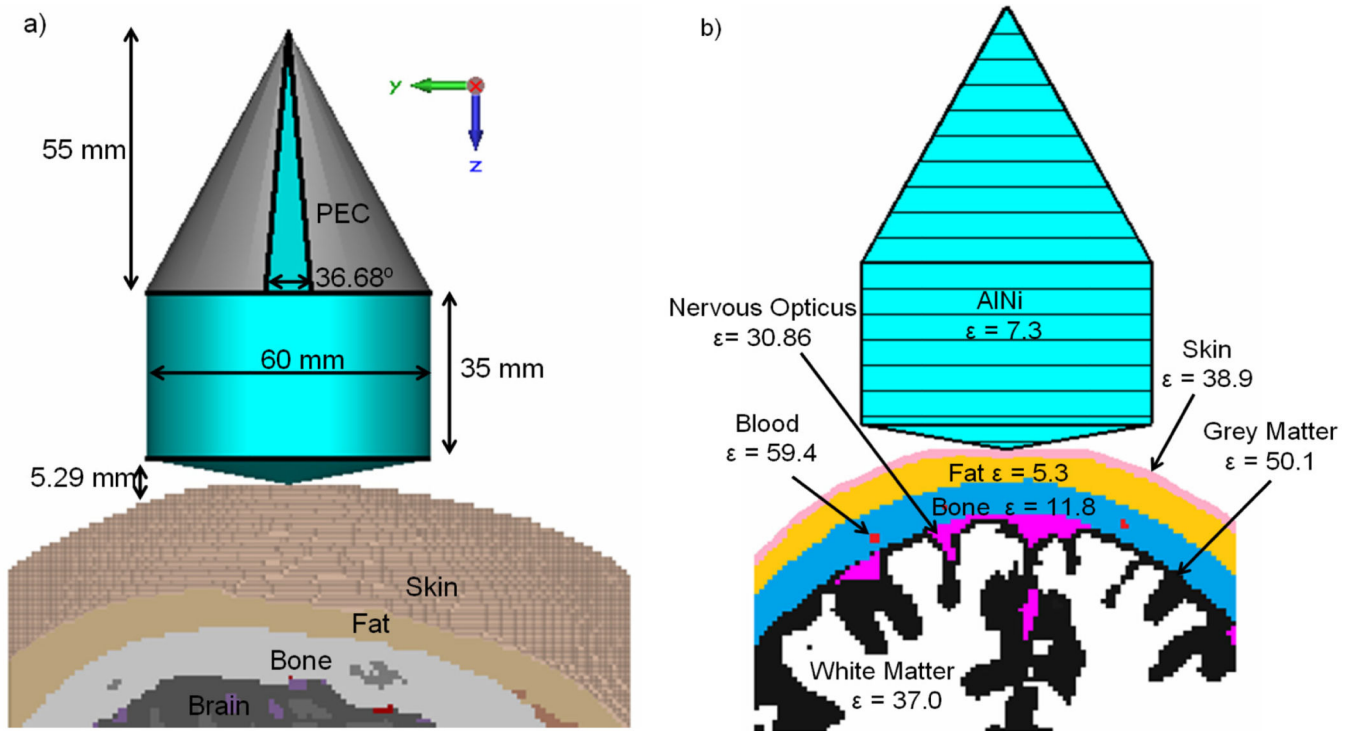 a)
55 mm
PEC
36.68º
Y
X
Z
60 mm
35 mm
5.29 mm
Skin
Fat
Bone
Brain
b)
AlNi
ε = 7.3
Nervous Opticus
ε= 30.86
Skin
ε = 38.9
Blood
ε = 59.4
Grey Matter
ε = 50.1
Fat ε = 5.3
Bone ε = 11.8
White Matter
ε = 37.0